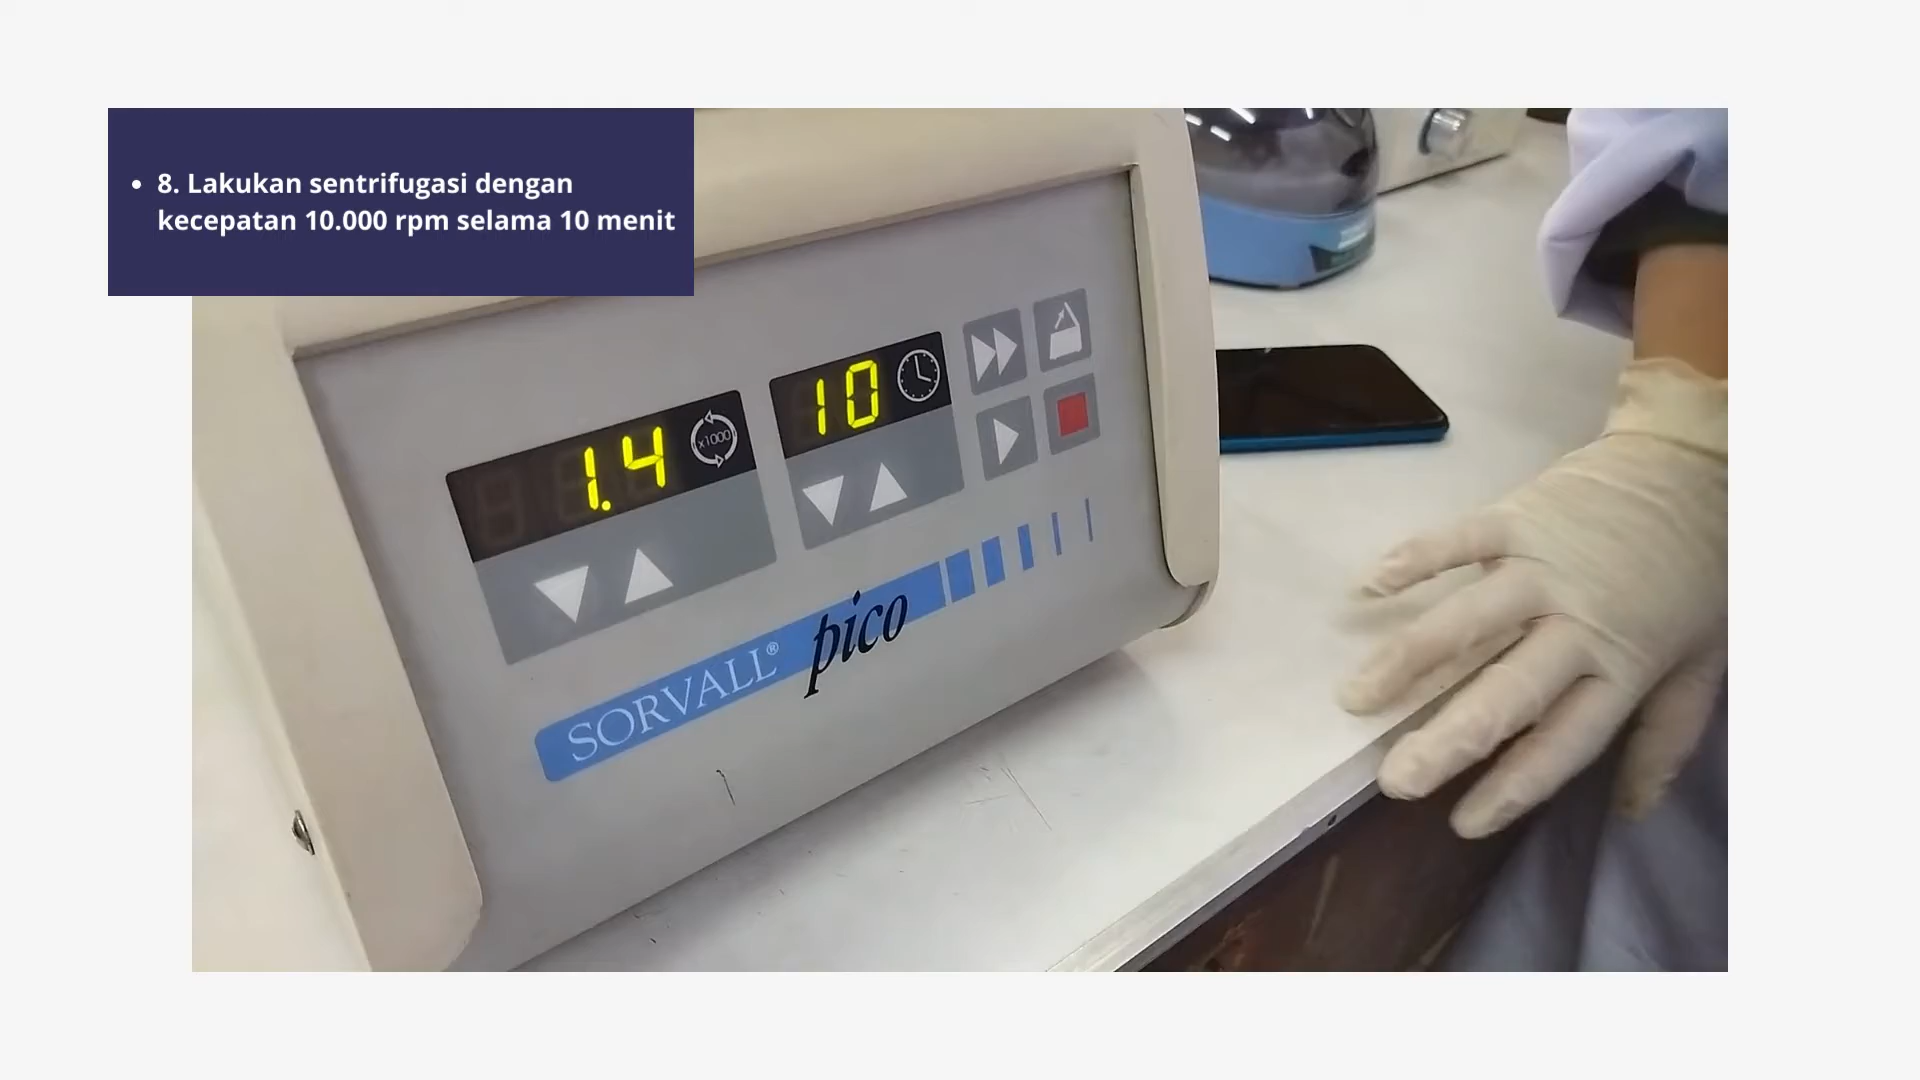 • 8. Lakukan sentrifugasi dengan
kecepatan 10.000 rpm selama 10 menit
1.4 x1000
10
SORVALL® pico